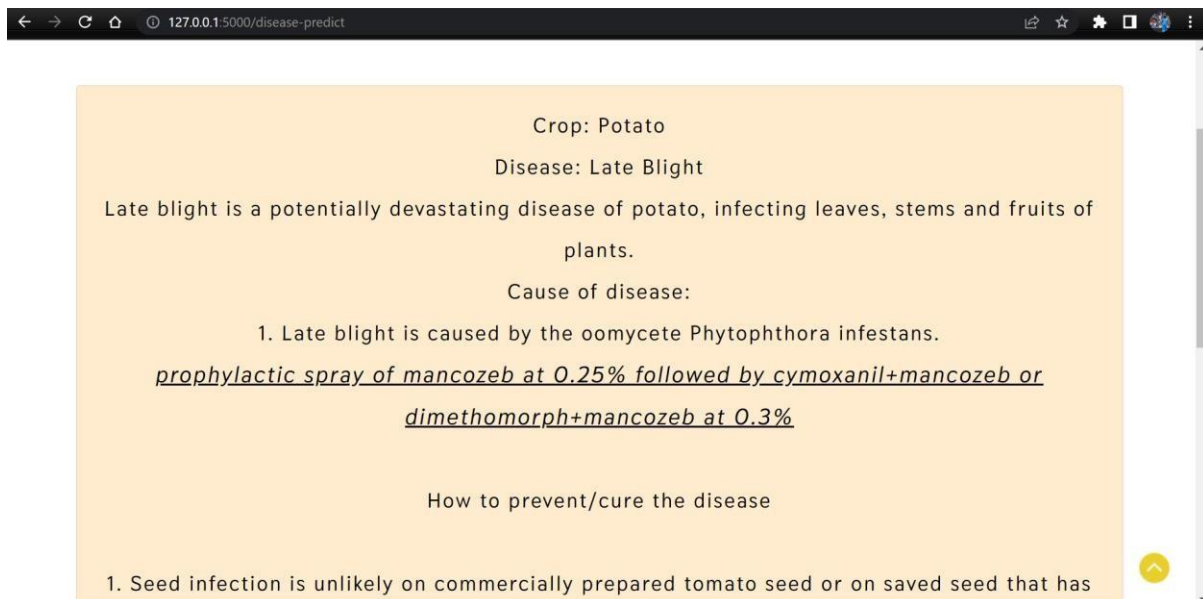 127.0.0.1:5000/disease-predict
Crop: Potato
Disease: Late Blight
Late blight is a potentially devastating disease of potato, infecting leaves, stems and fruits of
plants.
Cause of disease:
1. Late blight is caused by the oomycete Phytophthora infestans.
prophylactic spray of mancozeb at 0.25% followed by cymoxanil+mancozeb or
dimethomorph+mancozeb at 0.3%
How to prevent/cure the disease
1. Seed infection is unlikely on commercially prepared tomato seed or on saved seed that has